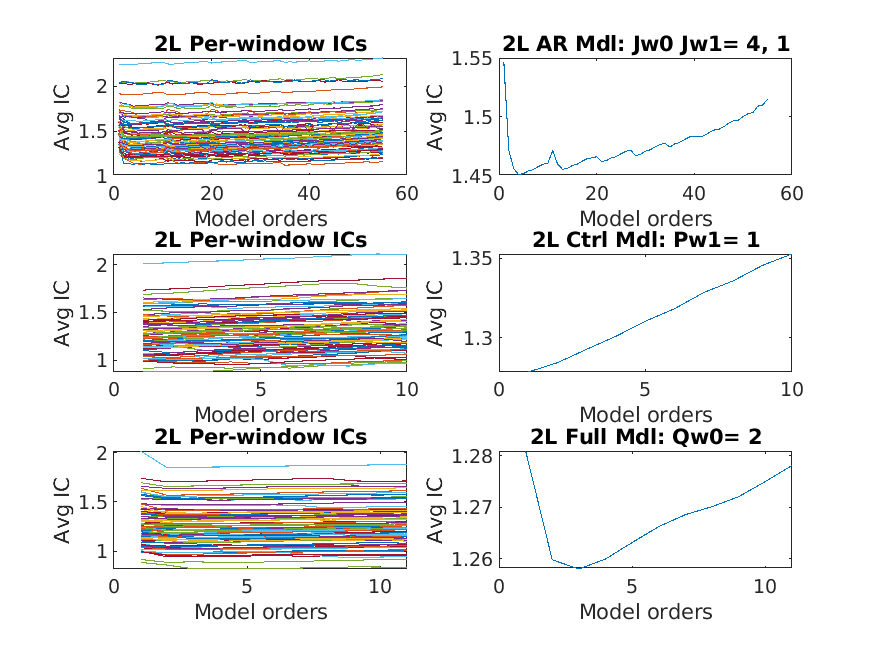 2L Per-window ICs
Avg IC
2
1.5
1
0
20
40
60
Model orders
2L AR Mdl: Jw0 Jw1= 4, 1
Avg IC
1.55
1.5
1.45
0
20
40
60
Model orders
2L Per-window ICs
Avg IC
2
1.5
1
0
5
10
Model orders
2L Ctrl Mdl: Pw1= 1
Avg IC
1.35
1.3
0
5
10
Model orders
2L Per-window ICs
Avg IC
2
1.5
1
0
5
10
Model orders
2L Full Mdl: Qw0= 2
Avg IC
1.28
1.27
1.26
0
5
10
Model orders